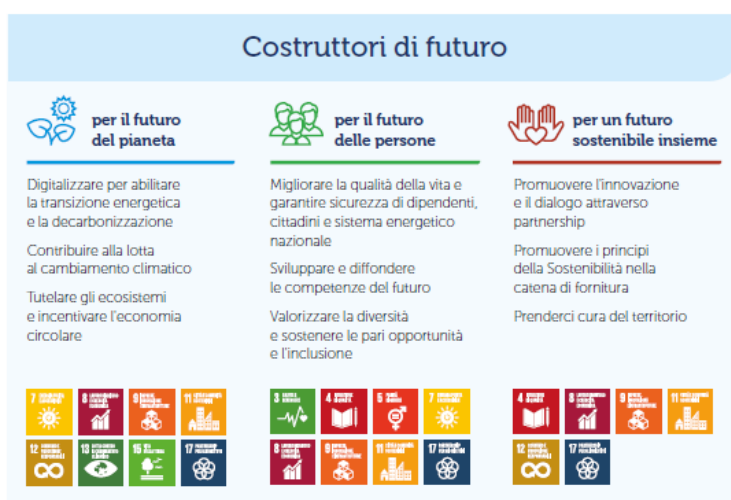 Costruttori di futuro
per il futuro
del pianeta
Digitalizzare per abilitare
la transizione energetica
e la decarbonizzazione
Contribuire alla lotta
al cambiamento climatico
Tutelare gli ecosistemi
e incentivare l'economia
circolare
7
8
9
11
12
13
15
17
per il futuro
delle persone
Migliorare la qualità della vita e
garantire sicurezza di dipendenti,
cittadini e sistema energetico
nazionale
Sviluppare e diffondere
le competenze del futuro
Valorizzare la diversità
e sostenere le pari opportunità
e l'inclusione
3
4
5
7
8
9
11
17
per un futuro
sostenibile insieme
Promuovere l'innovazione
e il dialogo attraverso
partnership
Promuovere i principi
della Sostenibilità nella
catena di fornitura
Prenderci cura del territorio
4
8
9
11
12
17